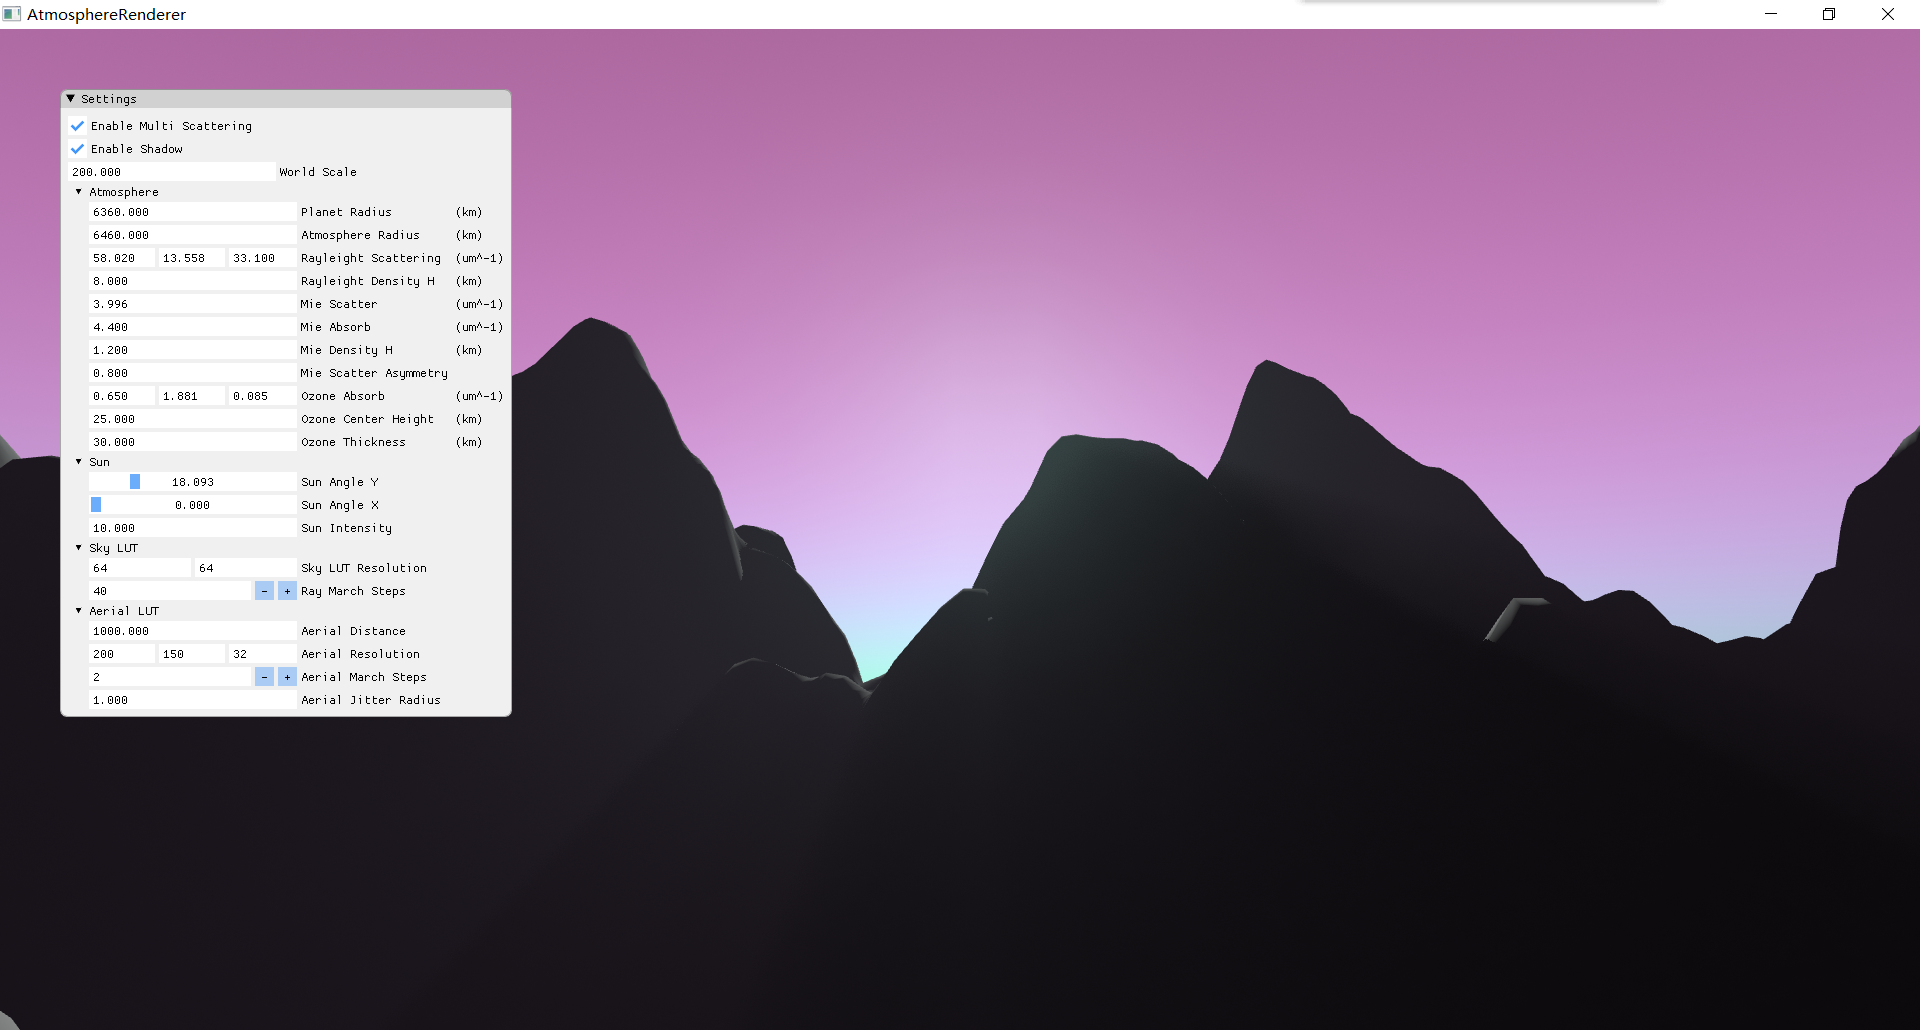 AtmosphereRenderer
Settings
Enable Multi Scattering
Enable Shadow
200.000 World Scale
Atmosphere
6360.000 Planet Radius (km)
6460.000 Atmosphere Radius (km)
58.020 13.558 33.100 Rayleight Scattering (um^-1)
8.000 Rayleight Density H (km)
3.996 Mie Scatter (um^-1)
4.400 Mie Absorb (um^-1)
1.200 Mie Density H (km)
0.800 Mie Scatter Asymmetry
0.650 1.881 0.085 Ozone Absorb (um^-1)
25.000 Ozone Center Height (km)
30.000 Ozone Thickness (km)
Sun
18.093 Sun Angle Y
0.000 Sun Angle X
10.000 Sun Intensity
Sky LUT
64 64 Sky LUT Resolution
40 - + Ray March Steps
Aerial LUT
1000.000 Aerial Distance
200 150 32 Aerial Resolution
2 - + Aerial March Steps
1.000 Aerial Jitter Radius